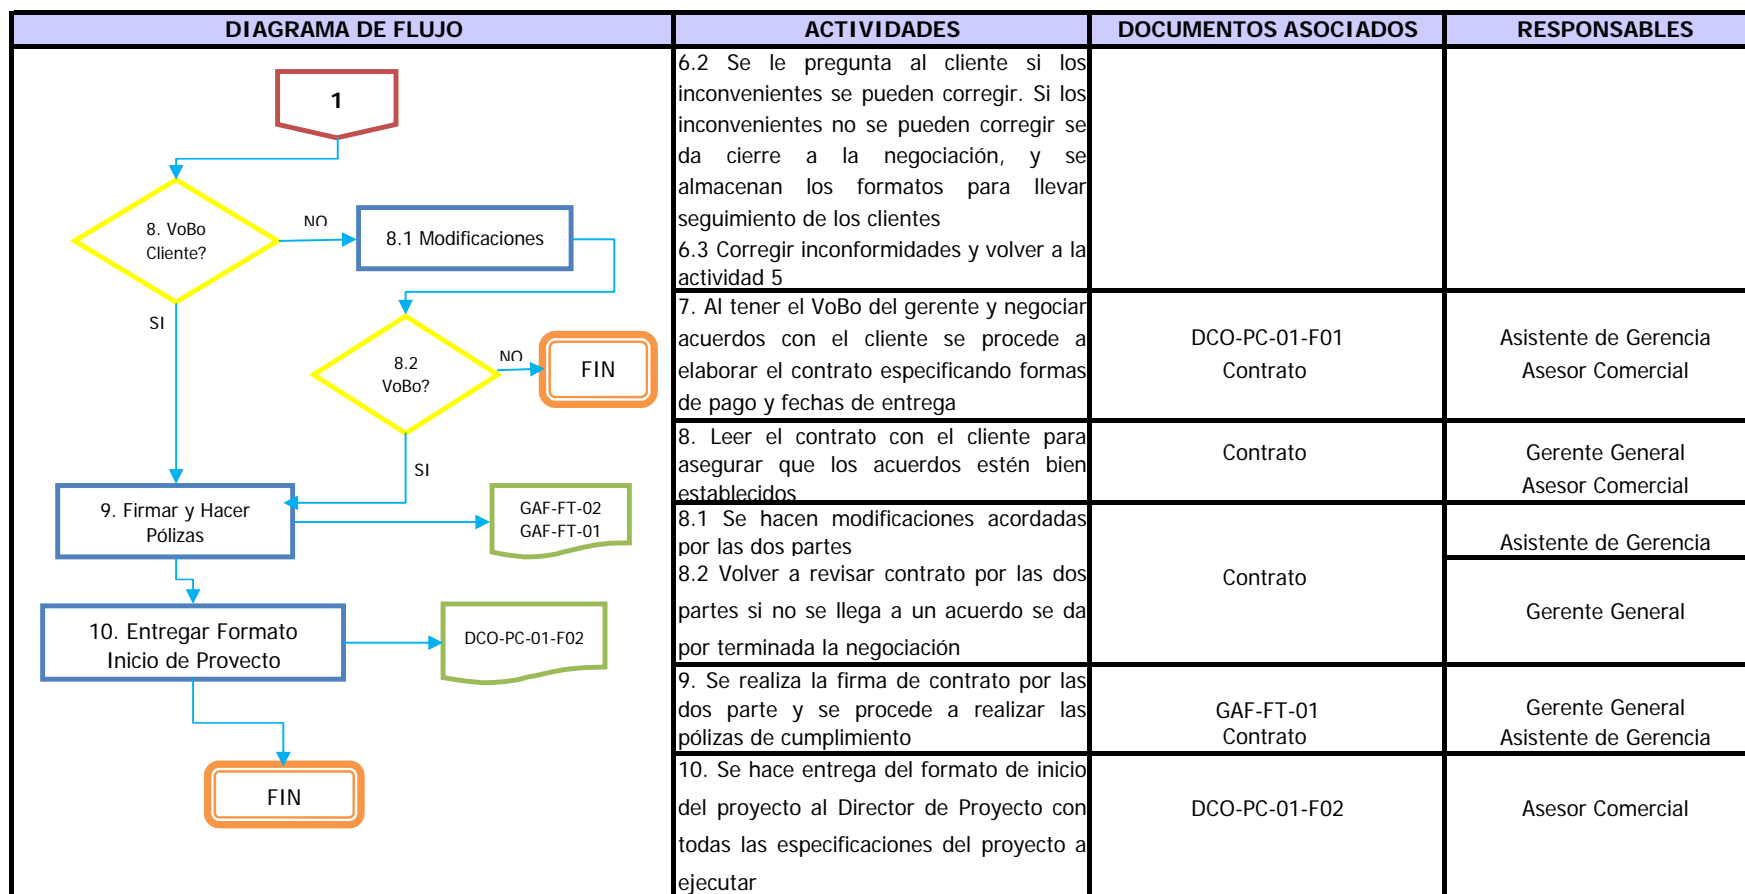 DIAGRAMA DE FLUJO
ACTIVIDADES
DOCUMENTOS ASOCIADOS
RESPONSABLES
1
8. VoBo
Cliente?
NO
8.1 Modificaciones
SI
8.2
VoBo?
NO
FIN
SI
9. Firmar y Hacer
Pólizas
GAF-FT-02
GAF-FT-01
10. Entregar Formato
Inicio de Proyecto
DCO-PC-01-F02
FIN
6.2 Se le pregunta al cliente si los
inconvenientes se pueden corregir. Si los
inconvenientes no se pueden corregir se
da cierre a la negociación, y se
almacenan los formatos para llevar
seguimiento de los clientes
6.3 Corregir inconformidades y volver a la
actividad 5
7. Al tener el VoBo del gerente y negociar
acuerdos con el cliente se procede a
elaborar el contrato especificando formas
de pago y fechas de entrega
DCO-PC-01-F01
Contrato
Asistente de Gerencia
Asesor Comercial
8. Leer el contrato con el cliente para
asegurar que los acuerdos estén bien
establecidos
Contrato
Gerente General
Asesor Comercial
8.1 Se hacen modificaciones acordadas
por las dos partes
8.2 Volver a revisar contrato por las dos
partes si no se llega a un acuerdo se da
por terminada la negociación
Contrato
Asistente de Gerencia
Gerente General
9. Se realiza la firma de contrato por las
dos parte y se procede a realizar las
pólizas de cumplimiento
GAF-FT-01
Contrato
Gerente General
Asistente de Gerencia
10. Se hace entrega del formato de inicio
del proyecto al Director de Proyecto con
todas las especificaciones del proyecto a
ejecutar
DCO-PC-01-F02
Asesor Comercial